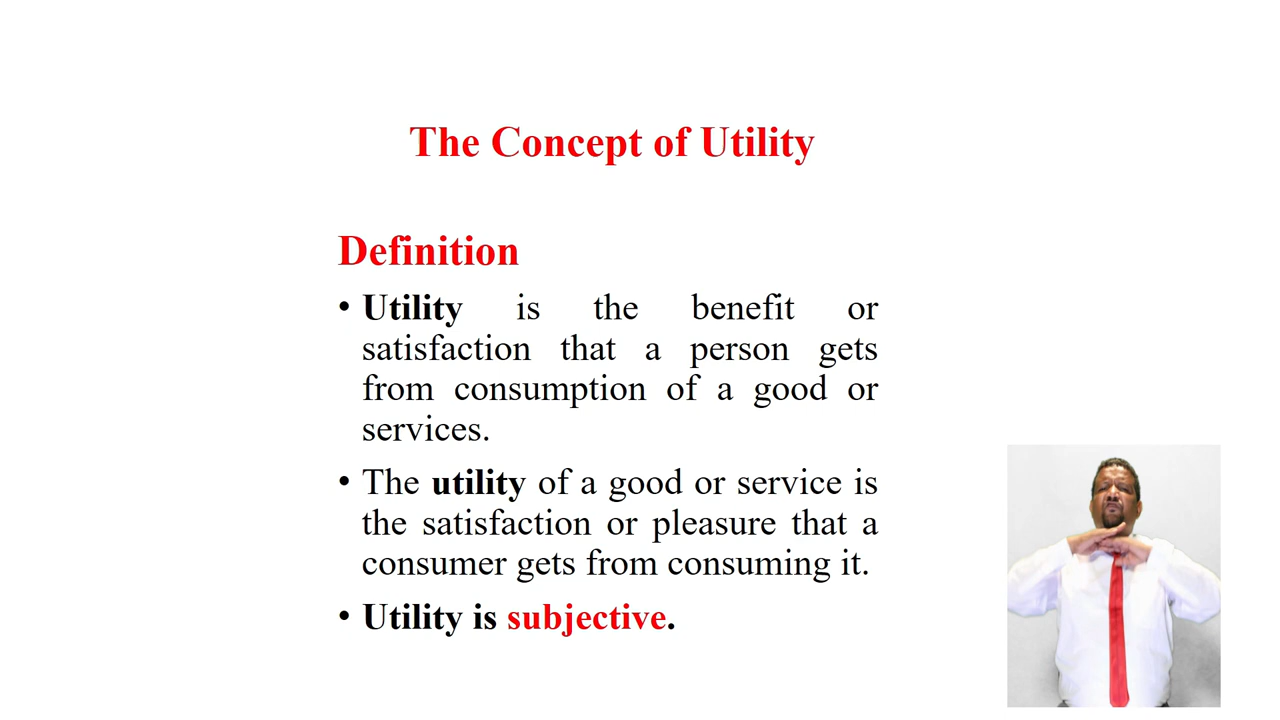 The Concept of Utility
Definition
• Utility is the benefit or
satisfaction that a person gets
from consumption of a good or
services.
• The utility of a good or service is
the satisfaction or pleasure that a
consumer gets from consuming it.
• Utility is subjective.